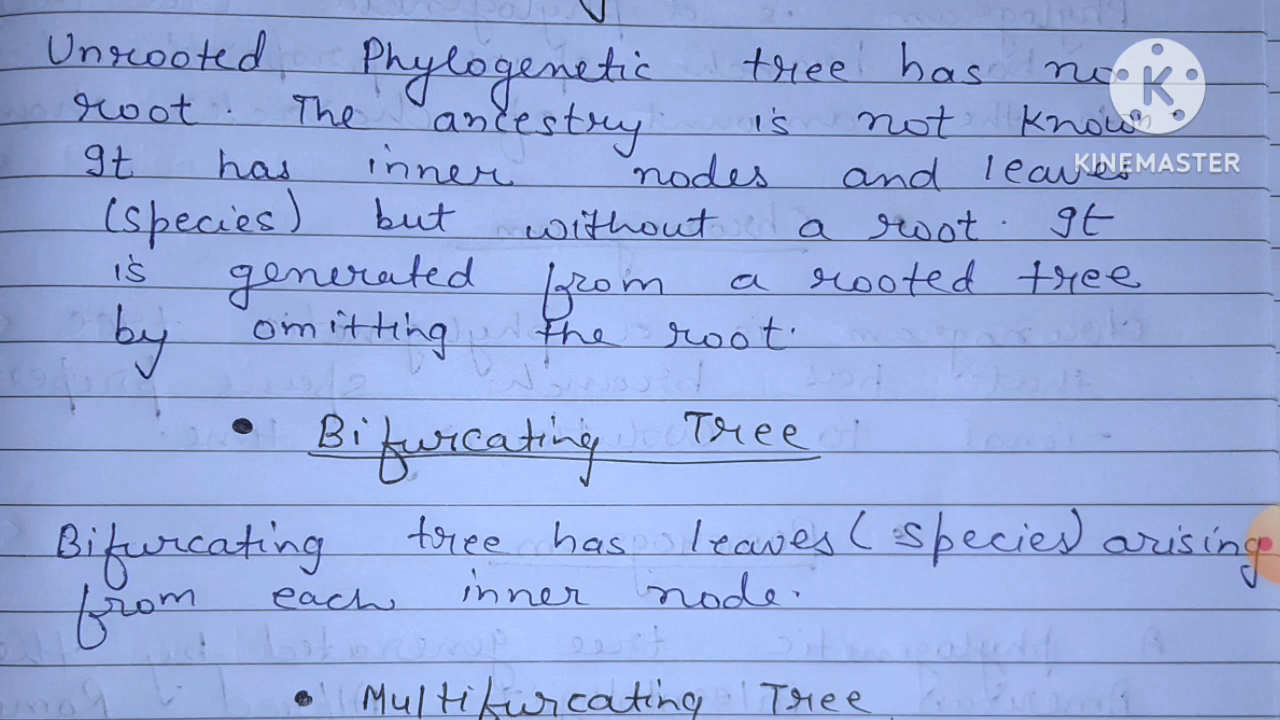 Unrooted Phylogenetic tree has no
root. The ancestry is not known.
It has inner nodes and leaves
(species) but without a root. It
is generated from a rooted tree
by omitting the root.
• Bifurcating Tree
Bifurcating tree has leaves (species) arising
from each inner node.
• Multifurcating Tree
K
KINEMASTER